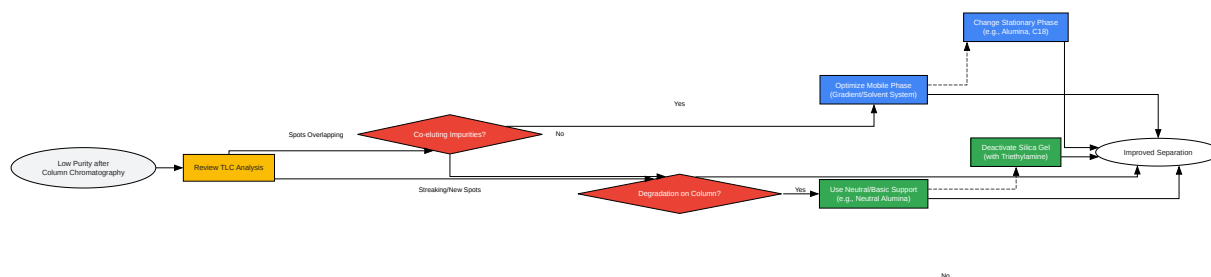 Change Stationary Phase
(e.g., Alumina, C18)
Optimize Mobile Phase
(Gradient/Solvent System)
Yes
Spots Overlapping
Co-eluting Impurities?
No
Low Purity after
Column Chromatography
Review TLC Analysis
Deactivate Silica Gel
(with Triethylamine)
Improved Separation
Streaking/New Spots
Degradation on Column?
Yes
Use Neutral/Basic Support
(e.g., Neutral Alumina)
No